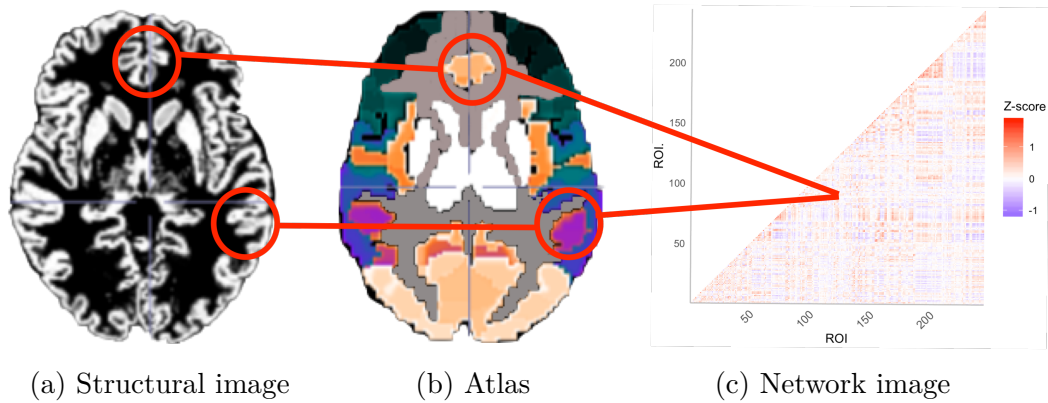 200
150
100
50
ROI.
50
100
150
200
ROI
Z-score
1
0
-1
(a) Structural image
(b) Atlas
(c) Network image